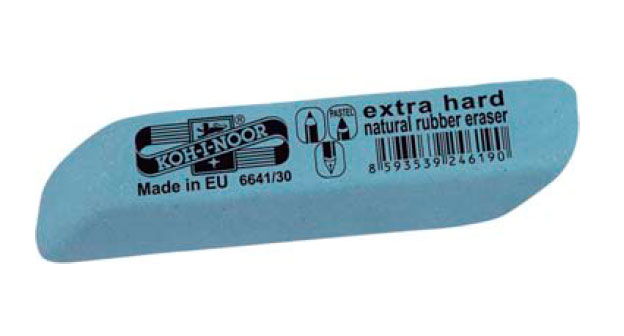 KOH-I-NOOR®
Made in EU 6641/30
PASTEL
extra hard
natural rubber eraser
8 593539 246190